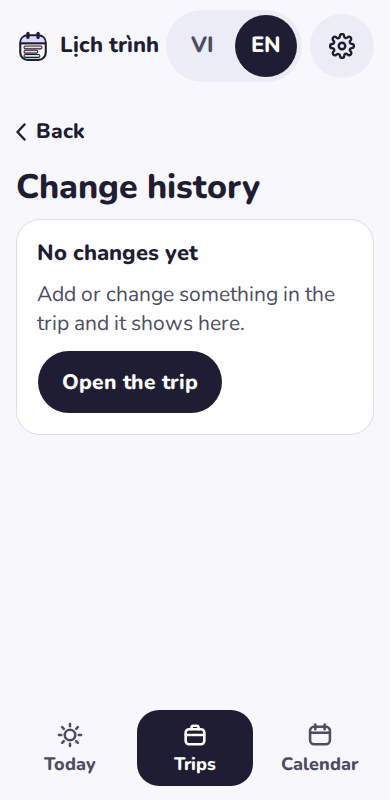 Lịch trình
VI
EN
Back
Change history
No changes yet
Add or change something in the
trip and it shows here.
Open the trip
Today
Trips
Calendar